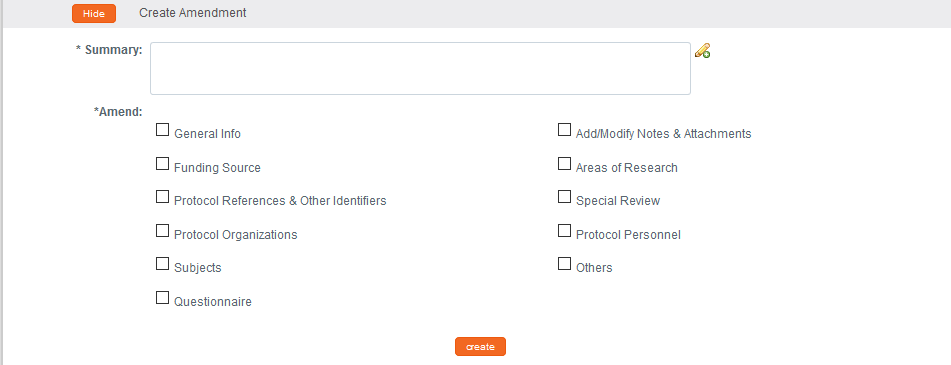 Hide Create Amendment
* Summary:
*Amend:
General Info Add/Modify Notes & Attachments
Funding Source Areas of Research
Protocol References & Other Identifiers Special Review
Protocol Organizations Protocol Personnel
Subjects Others
Questionnaire
create